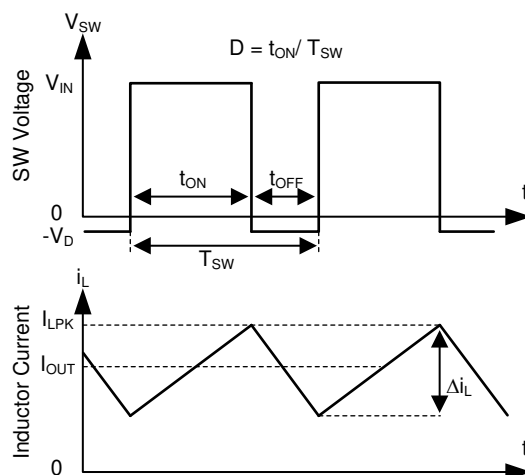 V_SW
D = t_ON/ T_SW
V_IN
SW Voltage
t_ON
t_OFF
t
0
-V_D
T_SW
i_L
I_LPK
I_OUT
Inductor Current
Δi_L
t
0